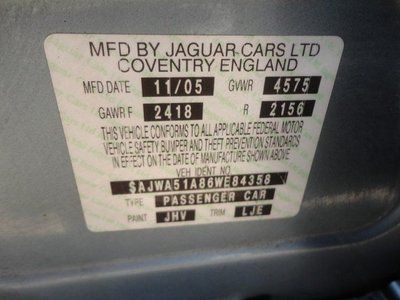 MFD BY JAGUAR CARS LTD
COVENTRY ENGLAND
MFD DATE 11/05 GVWR 4575
GAWR F 2418 R 2156
THIS VEHICLE CONFORMS TO ALL APPLICABLE FEDERAL MOTOR
VEHICLE SAFETY, BUMPER AND THEFT PREVENTION STANDARDS
IN EFFECT ON THE DATE OF MANUFACTURE SHOWN ABOVE.
VEH IDENT NO.
SAJWA51A86WE84358
TYPE PASSENGER CAR
PAINT JHV TRIM LJE